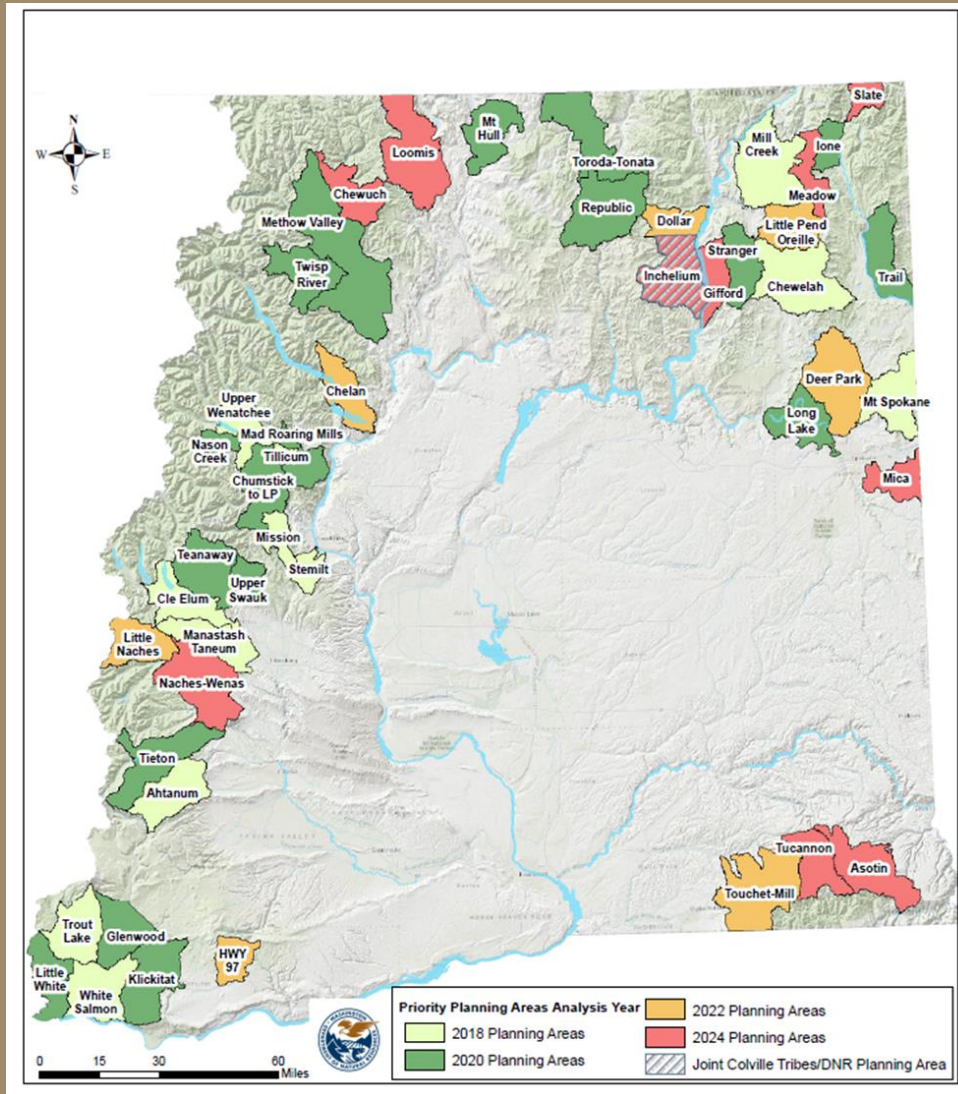 Slate
N
W
E
S
Loomis
Mt
Hull
Mill
Creek
Ione
Toroda-Tonata
Chewuch
Meadow
Republic
Methow Valley
Dollar
Little Pend
Oreille
Stranger
Twisp
River
Inchelium
Trail
Gifford
Chewelah
Chelan
Deer Park
Upper
Wenatchee
Mt Spokane
Long
Lake
Mad Roaring Mills
Nason
Creek
Tillicum
Chumstick
to LP
Mica
Mission
Teanaway
Stemilt
Upper
Swauk
Cle Elum
Little
Naches
Manastash
Taneum
Naches-Wenas
Tieton
Ahtanum
Tucannon
Asotin
Touchet-Mill
Trout
Lake
Glenwood
HWY
97
Little
White
Klickitat
White
Salmon
Priority Planning Areas Analysis Year
2018 Planning Areas
2020 Planning Areas
2022 Planning Areas
2024 Planning Areas
Joint Colville Tribes/DNR Planning Area
0 15 30 60
Miles